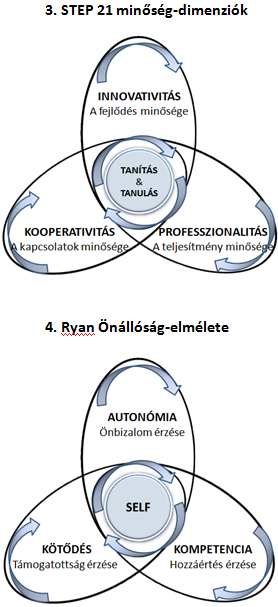 3. STEP 21 minőség-dimenziók
INNOVATIVITÁS
A fejlődés minősége
TANÍTÁS
&
TANULÁS
KOOPERATIVITÁS
A kapcsolatok minősége
PROFESSZIONALITÁS
A teljesítmény minősége
4. Ryan Önállóság-elmélete
AUTONÓMIA
Önbizalom érzése
SELF
KÖTŐDÉS
Támogatottság érzése
KOMPETENCIA
Hozzáértés érzése